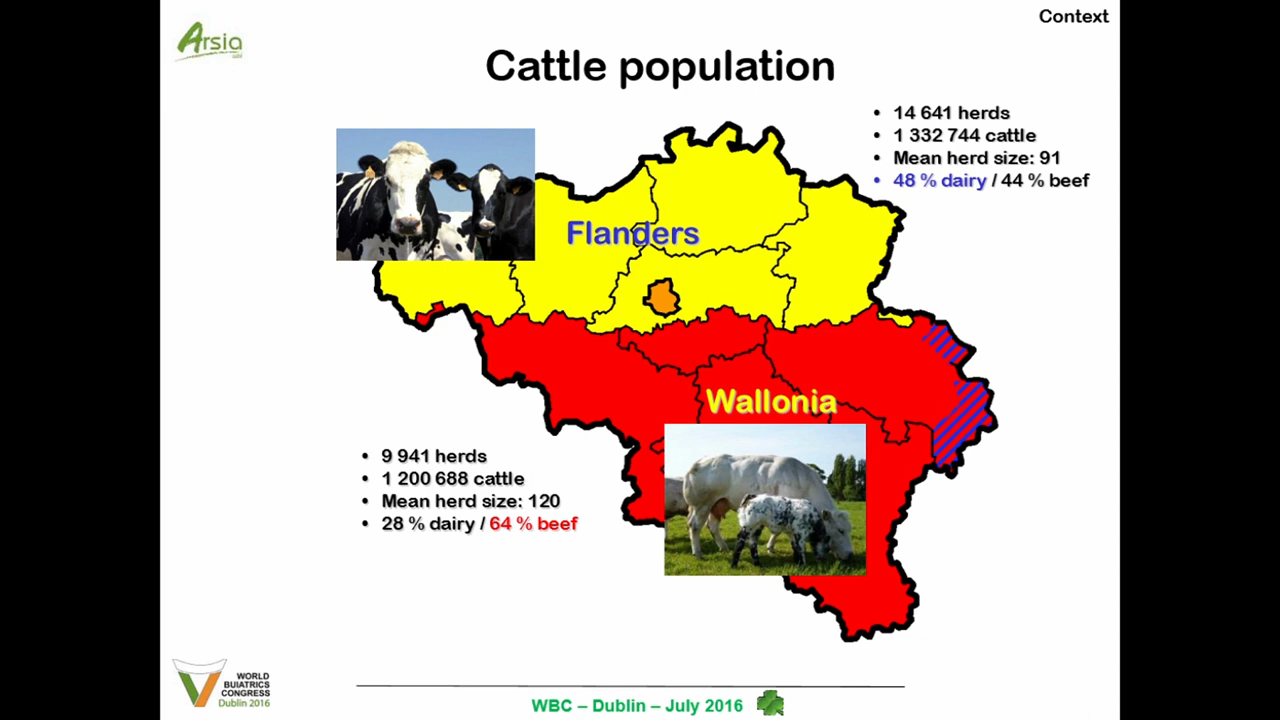 Context
Arsia
Cattle population
• 14 641 herds
• 1 332 744 cattle
• Mean herd size: 91
• 48 % dairy / 44 % beef
Flanders
Wallonia
• 9 941 herds
• 1 200 688 cattle
• Mean herd size: 120
• 28 % dairy / 64 % beef
WORLD
BUIATRICS
CONGRESS
Dublin 2016
WBC – Dublin – July 2016